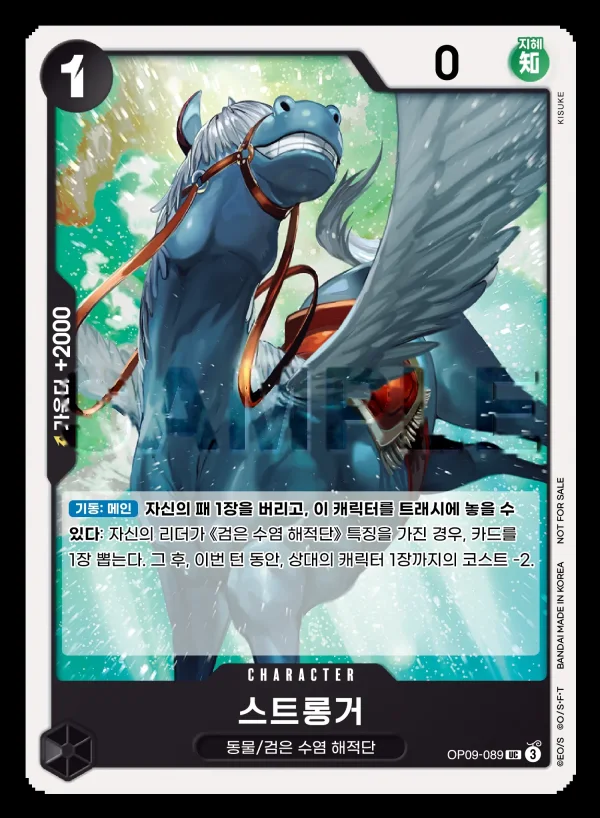 1
0
지혜
知
KISUKE
카운터 +2000
SAMPLE
기동: 메인 자신의 패 1장을 버리고, 이 캐릭터를 트래시에 놓을 수
있다: 자신의 리더가 《검은 수염 해적단》 특징을 가진 경우, 카드를
1장 뽑는다. 그 후, 이번 턴 동안, 상대의 캐릭터 1장까지의 코스트 -2.
CHARACTER
스트롱거
동물/검은 수염 해적단
OP09-089 UC 3
©EO/S ©O/S·F·T BANDAI MADE IN KOREA NOT FOR SALE